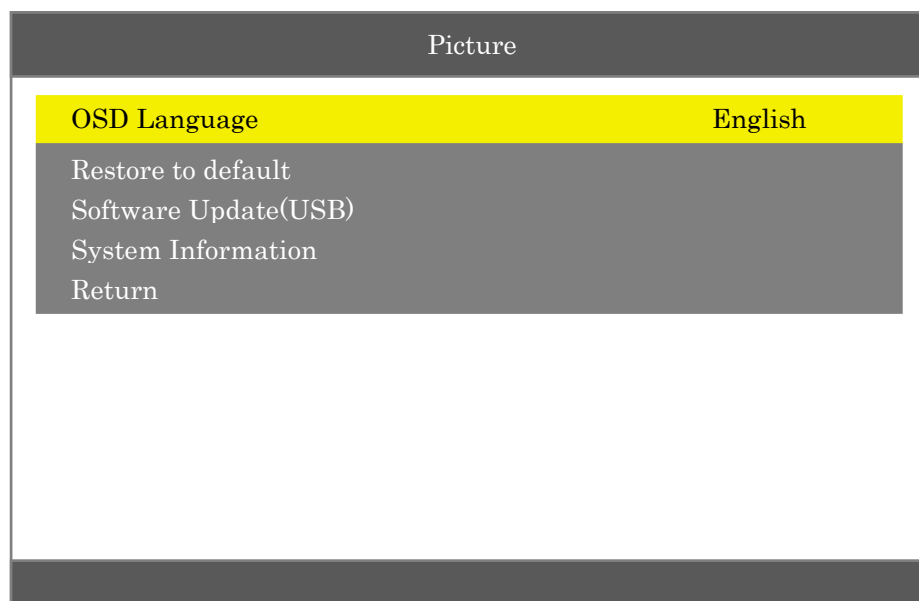 Picture
OSD Language English
Restore to default
Software Update(USB)
System Information
Return